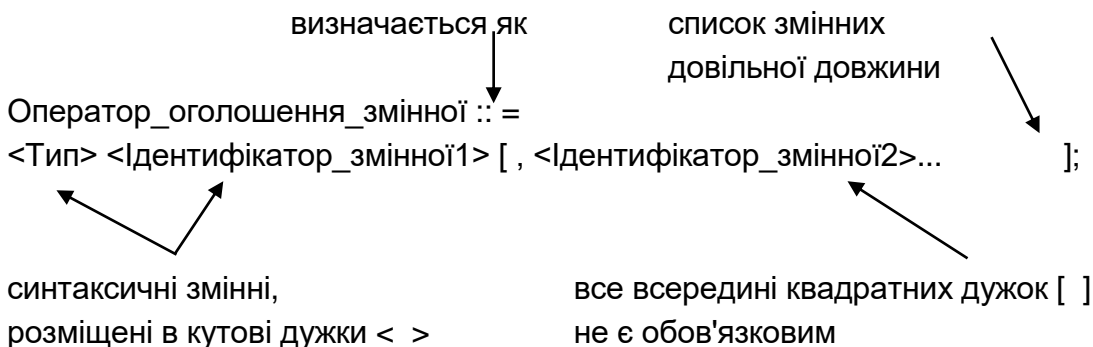 визначається як список змінних
довільної довжини
Оператор_оголошення_змінної :: =
<Тип> <Ідентифікатор_змінної1> [ , <Ідентифікатор_змінної2>... ];
синтаксичні змінні, все всередині квадратних дужок [ ]
розміщені в кутові дужки < > не є обов'язковим